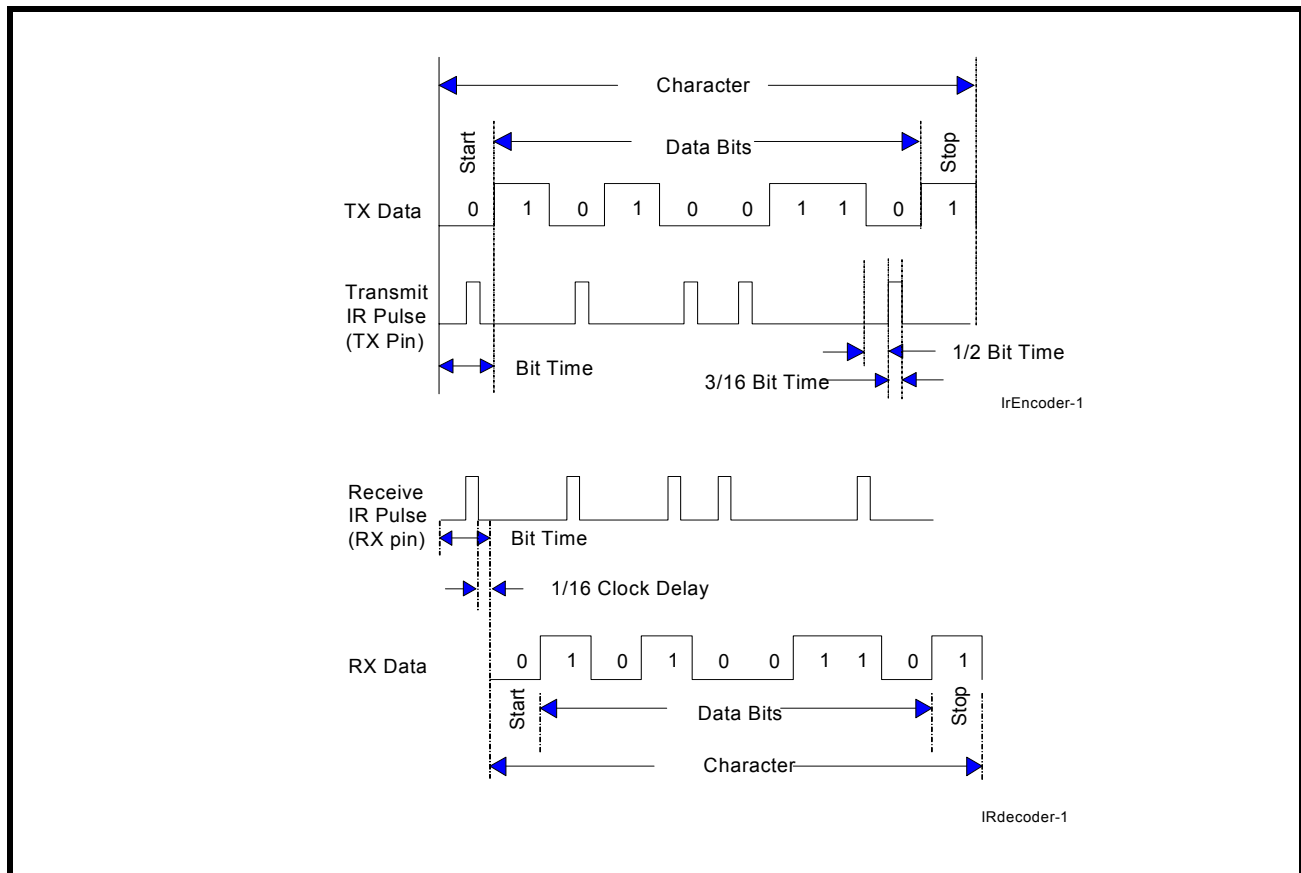 Character
Start
Data Bits
Stop
TX Data 0 1 0 1 0 0 1 1 0 1
Transmit
IR Pulse
(TX Pin)
Bit Time
1/2 Bit Time
3/16 Bit Time
IrEncoder-1
Receive
IR Pulse
(RX pin)
Bit Time
1/16 Clock Delay
RX Data 0 1 0 1 0 0 1 1 0 1
Start
Data Bits
Stop
Character
IRdecoder-1